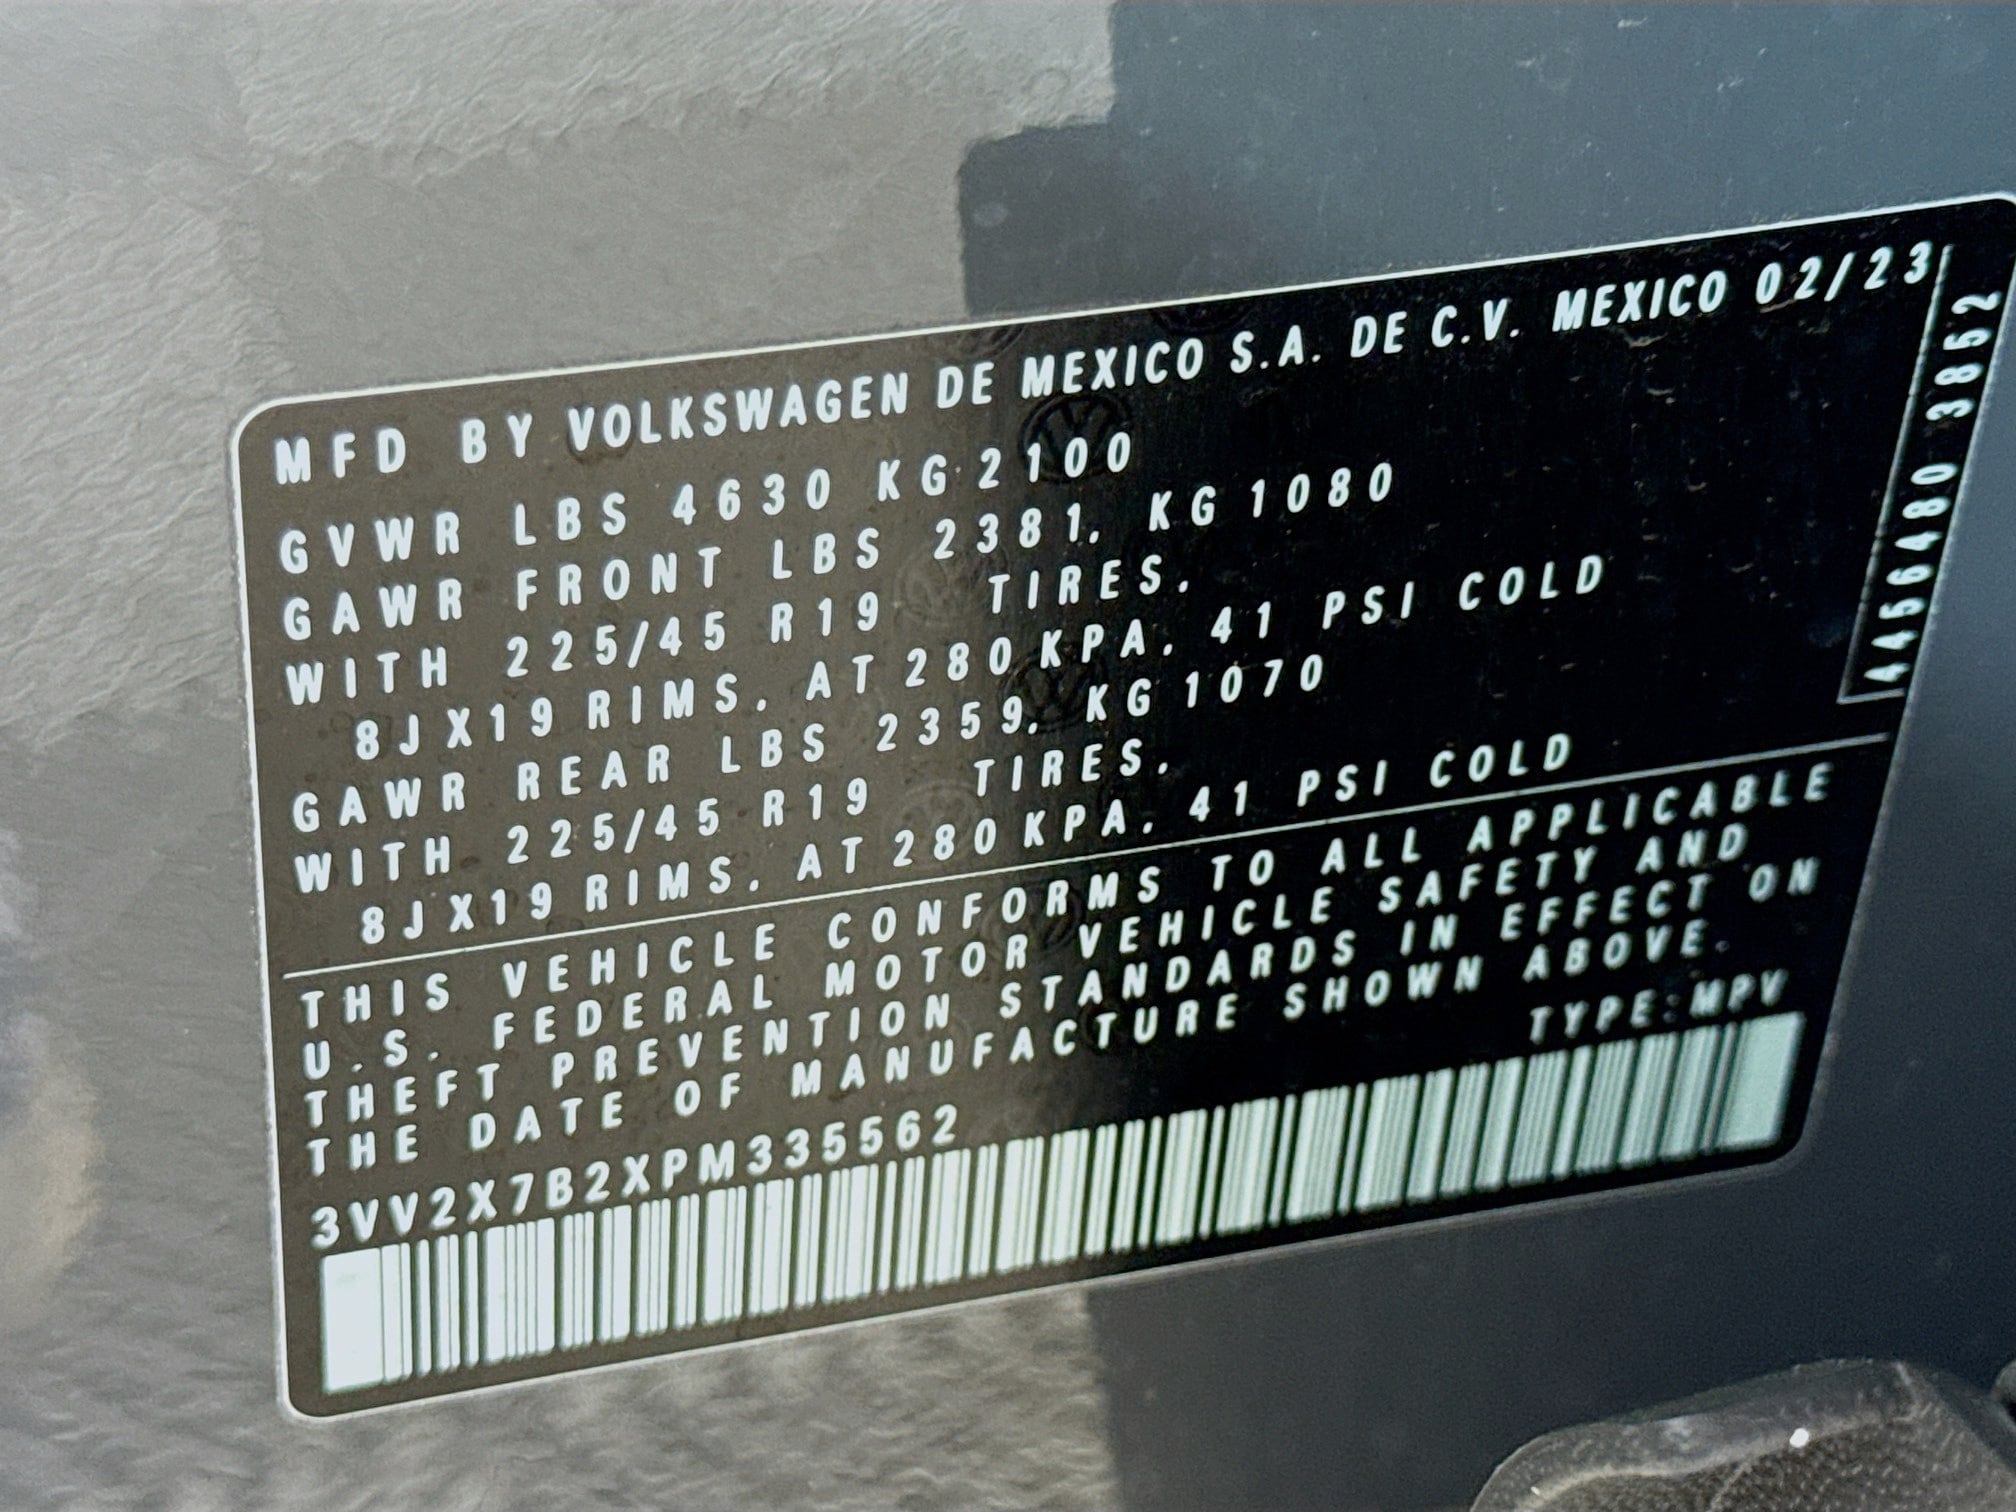 MFD BY VOLKSWAGEN DE MEXICO S.A. DE C.V. MEXICO 02/23
GVWR LBS 4630 KG 2100
GAWR FRONT LBS 2381. KG 1080
WITH 225/45 R19 TIRES.
8JX19 RIMS. AT 280 KPA. 41 PSI COLD
GAWR REAR LBS 2359. KG 1070
WITH 225/45 R19 TIRES.
8JX19 RIMS. AT 280 KPA. 41 PSI COLD
THIS VEHICLE CONFORMS TO ALL APPLICABLE
U.S. FEDERAL MOTOR VEHICLE SAFETY AND
THEFT PREVENTION STANDARDS IN EFFECT ON
THE DATE OF MANUFACTURE SHOWN ABOVE.
TYPE:MPV
3VV2X7B2XPM335562
4456480 3862